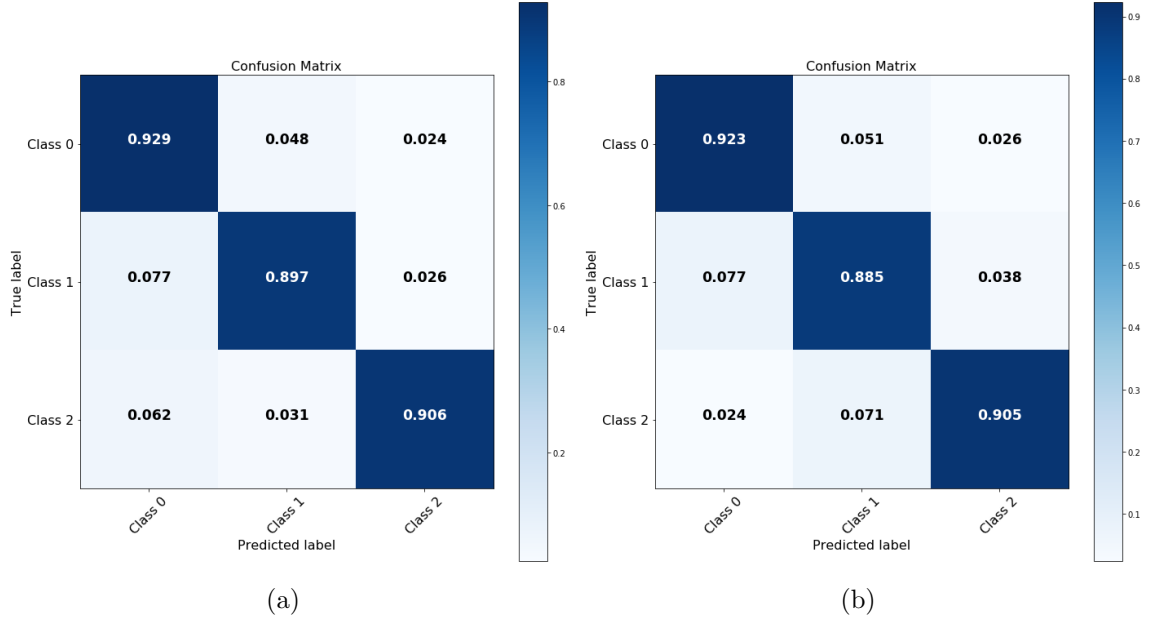 Confusion Matrix
Class 0 0.929 0.048 0.024
Class 1 0.077 0.897 0.026
Class 2 0.062 0.031 0.906
True label
Class 0 Class 1 Class 2
Predicted label
0.8
0.6
0.4
0.2
(a)
Confusion Matrix
Class 0 0.923 0.051 0.026
Class 1 0.077 0.885 0.038
Class 2 0.024 0.071 0.905
True label
Class 0 Class 1 Class 2
Predicted label
0.9
0.8
0.7
0.6
0.5
0.4
0.3
0.2
0.1
(b)